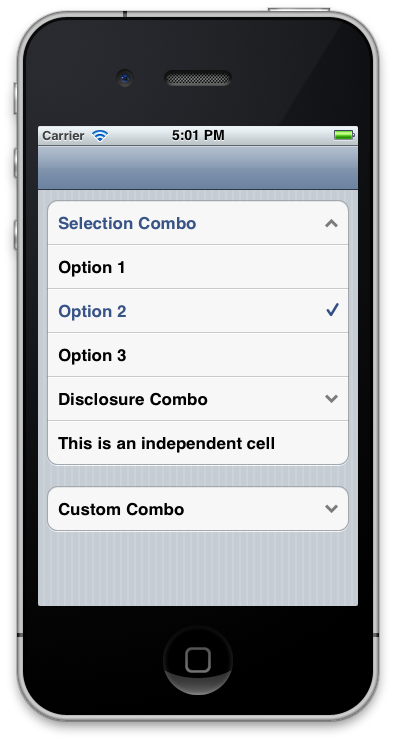 Carrier 5:01 PM
Selection Combo
Option 1
Option 2
Option 3
Disclosure Combo
This is an independent cell
Custom Combo